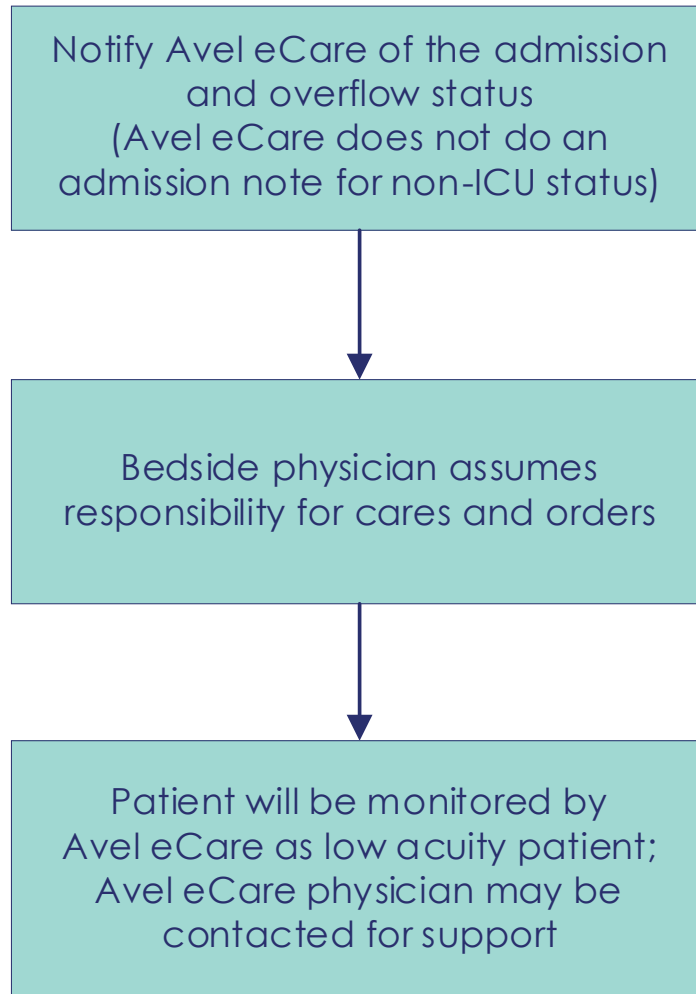 Notify Avel eCare of the admission
and overflow status
(Avel eCare does not do an
admission note for non-ICU status)
Bedside physician assumes
responsibility for cares and orders
Patient will be monitored by
Avel eCare as low acuity patient;
Avel eCare physician may be
contacted for support